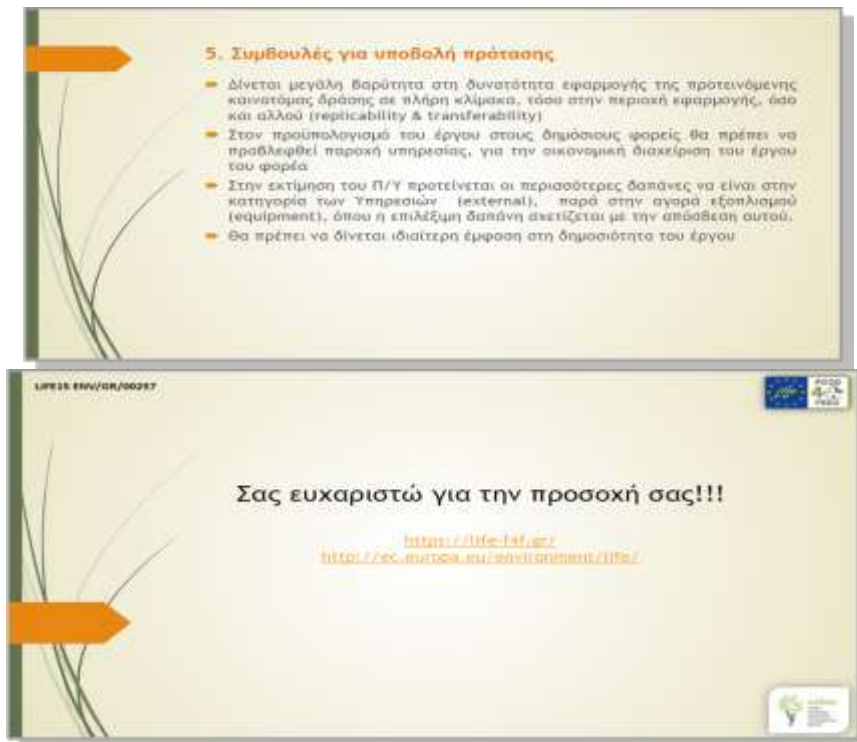 5. Συμβουλές για υποβολή πρότασης
Δίνεται μεγάλη βαρύτητα στη δυνατότητα εφαρμογής της προτεινόμενης
καινοτόμας δράσης σε πλήρη κλίμακα, τόσο στην περιοχή εφαρμογής, όσο
και αλλού (replicability & transferability)
Στον προϋπολογισμό του έργου στους δημόσιους φορείς θα πρέπει να
προβλεφθεί παροχή υπηρεσίας, για την οικονομική διαχείριση του έργου
του φορέα
Στην εκτίμηση του Π/Υ προτείνεται οι περισσότερες δαπάνες να είναι στην
κατηγορία των Υπηρεσιών (external), παρά στην αγορά εξοπλισμού
(equipment), όπου η επιλέξιμη δαπάνη σχετίζεται με την απόσβεση αυτού.
Θα πρέπει να δίνεται ιδιαίτερη έμφαση στη δημοσιότητα του έργου
LIFE15 ENV/GR/00257
life
FOOD
4
FEED
Σας ευχαριστώ για την προσοχή σας!!!
https://life-f4f.gr/
http://ec.europa.eu/environment/life/